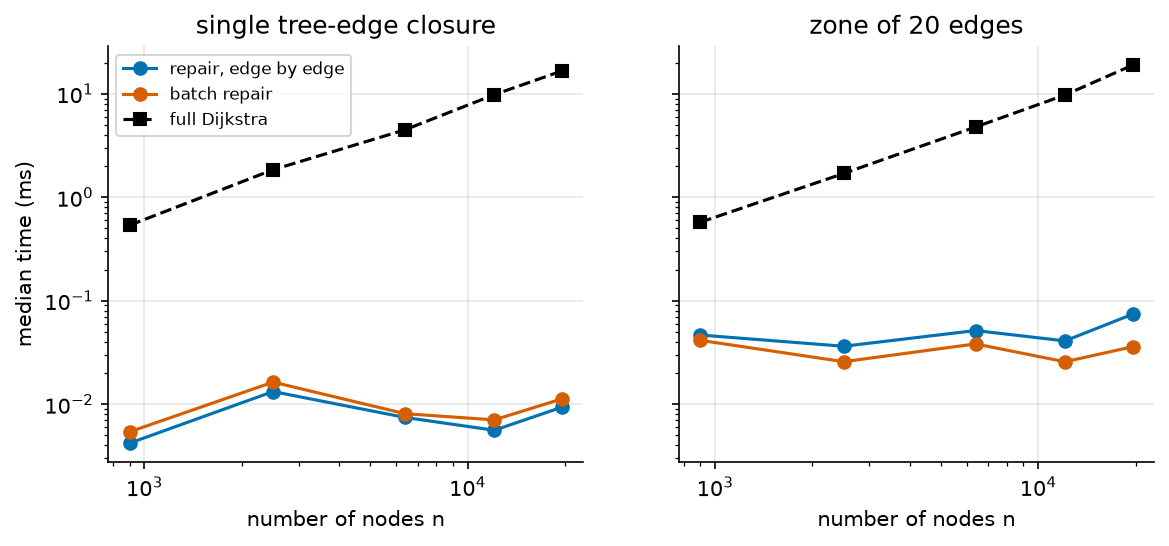 single tree-edge closure
zone of 20 edges
repair, edge by edge
batch repair
full Dijkstra
median time (ms)
10¹
10⁰
10⁻¹
10⁻²
10³
10⁴
10³
10⁴
number of nodes n
number of nodes n